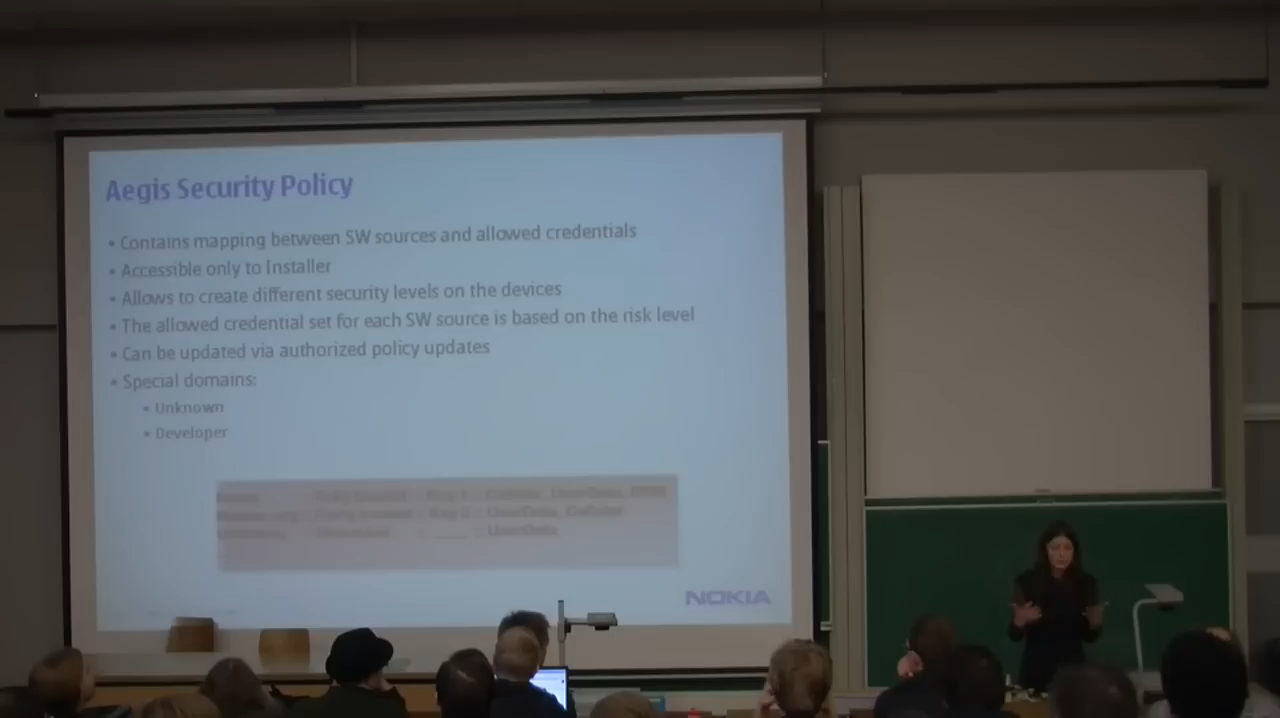 Aegis Security Policy
• Contains mapping between SW sources and allowed credentials
• Accessible only to Installer
• Allows to create different security levels on the devices
• The allowed credential set for each SW source is based on the risk level
• Can be updated via authorized policy updates
• Special domains:
• Unknown
• Developer
UserData
NOKIA